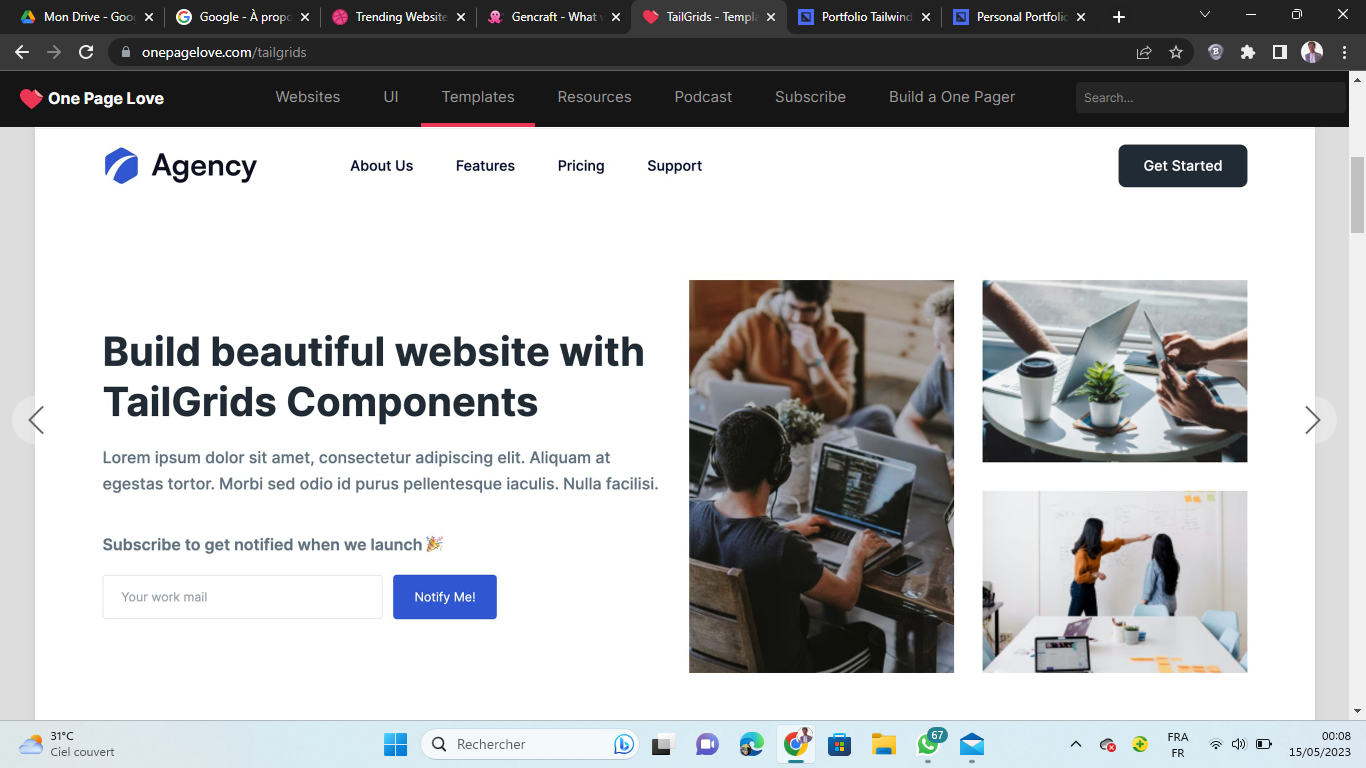 Mon Drive - Goo
Google - À propo
Trending Website
Gencraft - What
TailGrids - Templa
Portfolio Tailwind
Personal Portfolio
onepagelove.com/tailgrids
One Page Love
Websites
UI
Templates
Resources
Podcast
Subscribe
Build a One Pager
Search...
Agency
About Us
Features
Pricing
Support
Get Started
Build beautiful website with
TailGrids Components
Lorem ipsum dolor sit amet, consectetur adipiscing elit. Aliquam at
egestas tortor. Morbi sed odio id purus pellentesque iaculis. Nulla facilisi.
Subscribe to get notified when we launch 🎉
Your work mail
Notify Me!
31°C
Ciel couvert
Rechercher
67
FRA
FR
00:08
15/05/2023